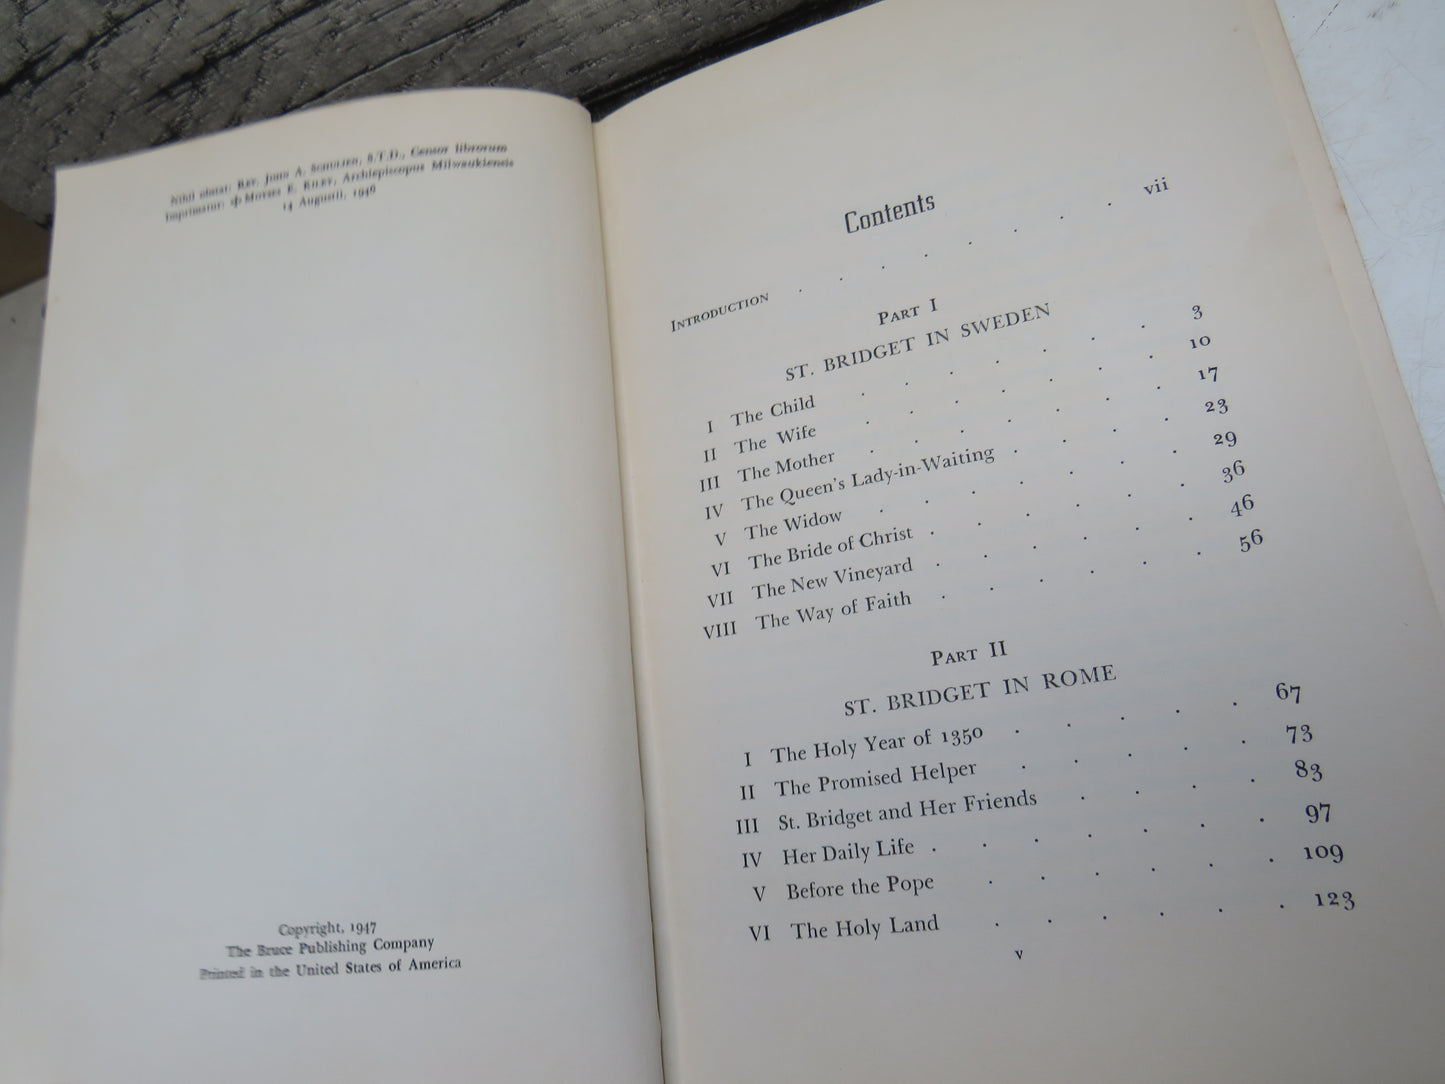 Nihil obstat: Rev. John A. Schulien, S.T.D., Censor librorum
Imprimatur: ✠ Moyses E. Kiley, Archiepiscopus Milwaukiensis
14 Augustii, 1946
Copyright, 1947
The Bruce Publishing Company
Printed in the United States of America
Contents
Introduction . . . . . . . . vii
Part I
ST. BRIDGET IN SWEDEN
I The Child . . . . . . 3
II The Wife . . . . . . 10
III The Mother . . . . . . 17
IV The Queen's Lady-in-Waiting . . . . 23
V The Widow . . . . . . 29
VI The Bride of Christ . . . . . . 36
VII The New Vineyard . . . . . . 46
VIII The Way of Faith . . . . . . 56
Part II
ST. BRIDGET IN ROME
I The Holy Year of 1350 . . . . . 67
II The Promised Helper . . . . . 73
III St. Bridget and Her Friends . . . . 83
IV Her Daily Life . . . . . . . 97
V Before the Pope . . . . . . 109
VI The Holy Land . . . . . . 123
v